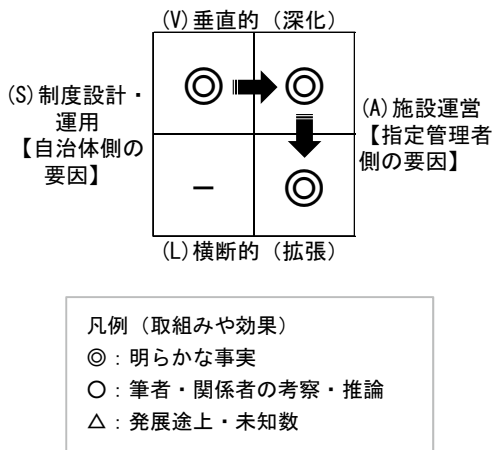 (V)垂直的（深化）
(S)制度設計・
運用
【自治体側の
要因】
◎
◎
(A)施設運営
【指定管理者
側の要因】
－
◎
(L)横断的（拡張）
凡例（取組みや効果）
◎：明らかな事実
○：筆者・関係者の考察・推論
△：発展途上・未知数